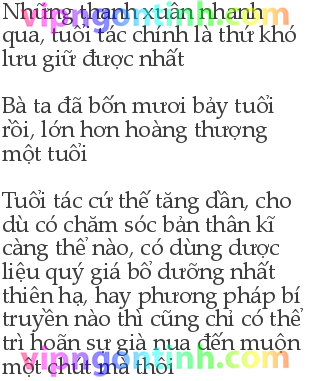 Những thanh xuân nhanh
qua, tuổi tác chính là thứ khó
lưu giữ được nhất
Bà ta đã bốn mươi bảy tuổi
rồi, lớn hơn hoàng thượng
một tuổi
Tuổi tác cứ thế tăng dần, cho
dù có chăm sóc bản thân kĩ
càng thể nào, có dùng dược
liệu quý giá bổ dưỡng nhất
thiên hạ, hay phương pháp bí
truyền nào thì cũng chỉ có thể
trì hoãn sự già nua đến muộn
một chút mà thôi
vipngontinh.com
vipngontinh.com